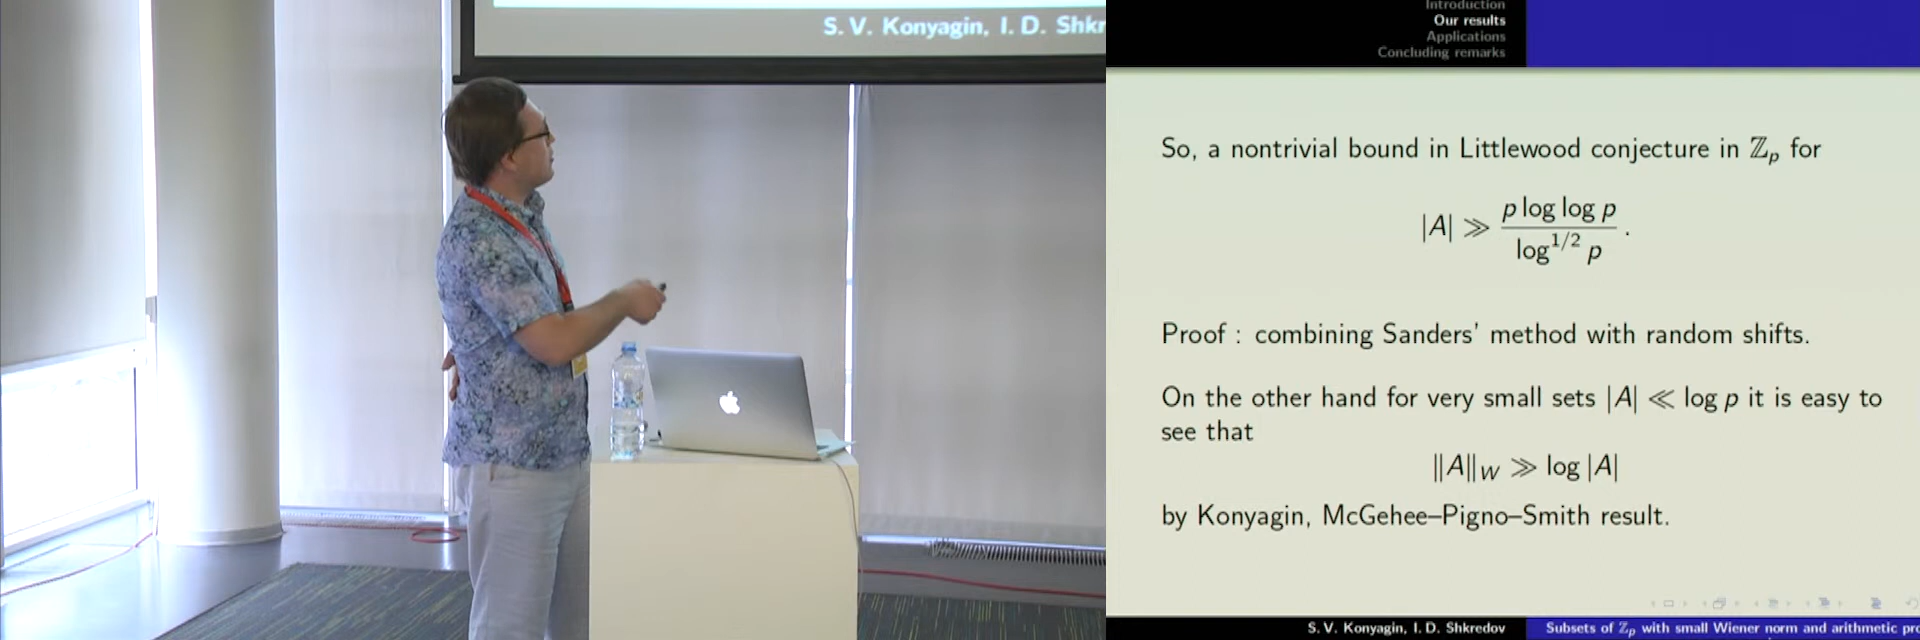 S. V. Konyagin, I. D. Shkr
Introduction
Our results
Applications
Concluding remarks
So, a nontrivial bound in Littlewood conjecture in ℤ_p for
|A| ≫ p log log p / log^{1/2} p .
Proof : combining Sanders' method with random shifts.
On the other hand for very small sets |A| ≪ log p it is easy to
see that
‖A‖_W ≫ log |A|
by Konyagin, McGehee–Pigno–Smith result.
S. V. Konyagin, I. D. Shkredov
Subsets of ℤ_p with small Wiener norm and arithmetic pro